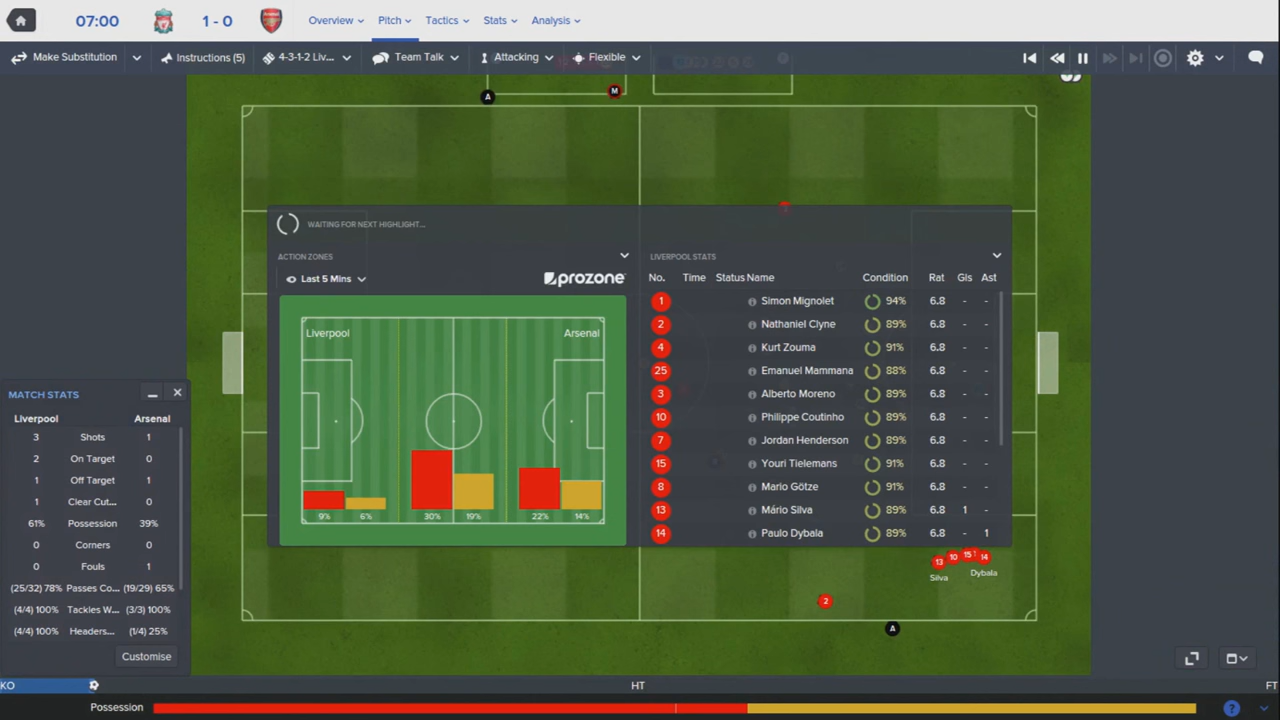 07:00 1 - 0 Overview Pitch Tactics Stats Analysis
Make Substitution Instructions (5) 4-3-1-2 Liv... Team Talk Attacking Flexible
A M
WAITING FOR NEXT HIGHLIGHT...
ACTION ZONES
Last 5 Mins prozone
Liverpool Arsenal
9% 6% 30% 19% 22% 14%
LIVERPOOL STATS
No. Time Status Name Condition Rat Gls Ast
1 Simon Mignolet 94% 6.8 - -
2 Nathaniel Clyne 89% 6.8 - -
4 Kurt Zouma 91% 6.8 - -
25 Emanuel Mammana 88% 6.8 - -
3 Alberto Moreno 89% 6.8 - -
10 Philippe Coutinho 89% 6.8 - -
7 Jordan Henderson 89% 6.8 - -
15 Youri Tielemans 91% 6.8 - -
8 Mario Götze 91% 6.8 - -
13 Mário Silva 89% 6.8 1 -
14 Paulo Dybala 89% 6.8 - 1
13 10 15 14
Silva Dybala
2
A
MATCH STATS
Liverpool Arsenal
3 Shots 1
2 On Target 0
1 Off Target 1
1 Clear Cut... 0
61% Possession 39%
0 Corners 0
0 Fouls 1
(25/32) 78% Passes Co... (19/29) 65%
(4/4) 100% Tackles W... (3/3) 100%
(4/4) 100% Headers... (1/4) 25%
Customise
KO HT FT
Possession ?